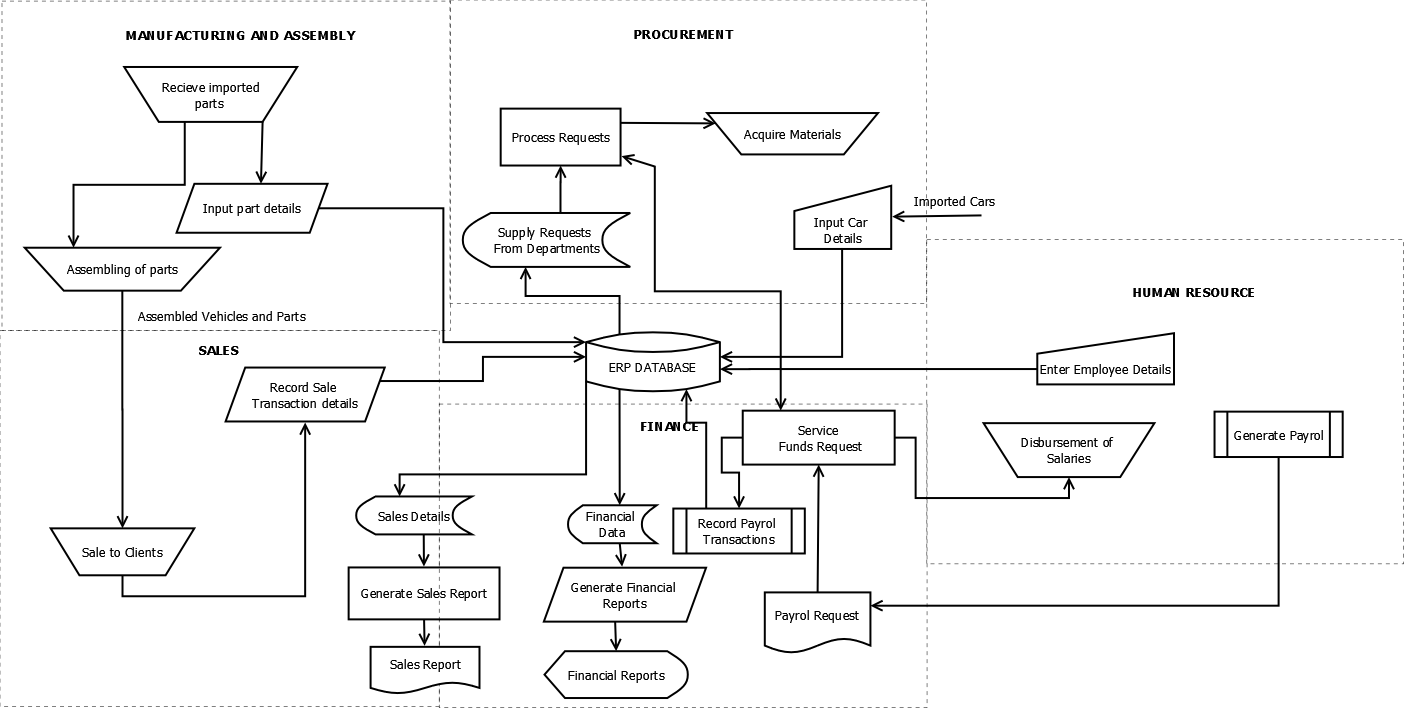 MANUFACTURING AND ASSEMBLY
Recieve imported
parts
Input part details
Assembling of parts
Assembled Vehicles and Parts
PROCUREMENT
Process Requests
Acquire Materials
Supply Requests
From Departments
Input Car
Details
Imported Cars
HUMAN RESOURCE
Enter Employee Details
Disbursement of
Salaries
Generate Payrol
ERP DATABASE
SALES
Record Sale
Transaction details
Sale to Clients
Sales Details
Generate Sales Report
Sales Report
FINANCE
Service
Funds Request
Financial
Data
Record Payrol
Transactions
Generate Financial
Reports
Payrol Request
Financial Reports